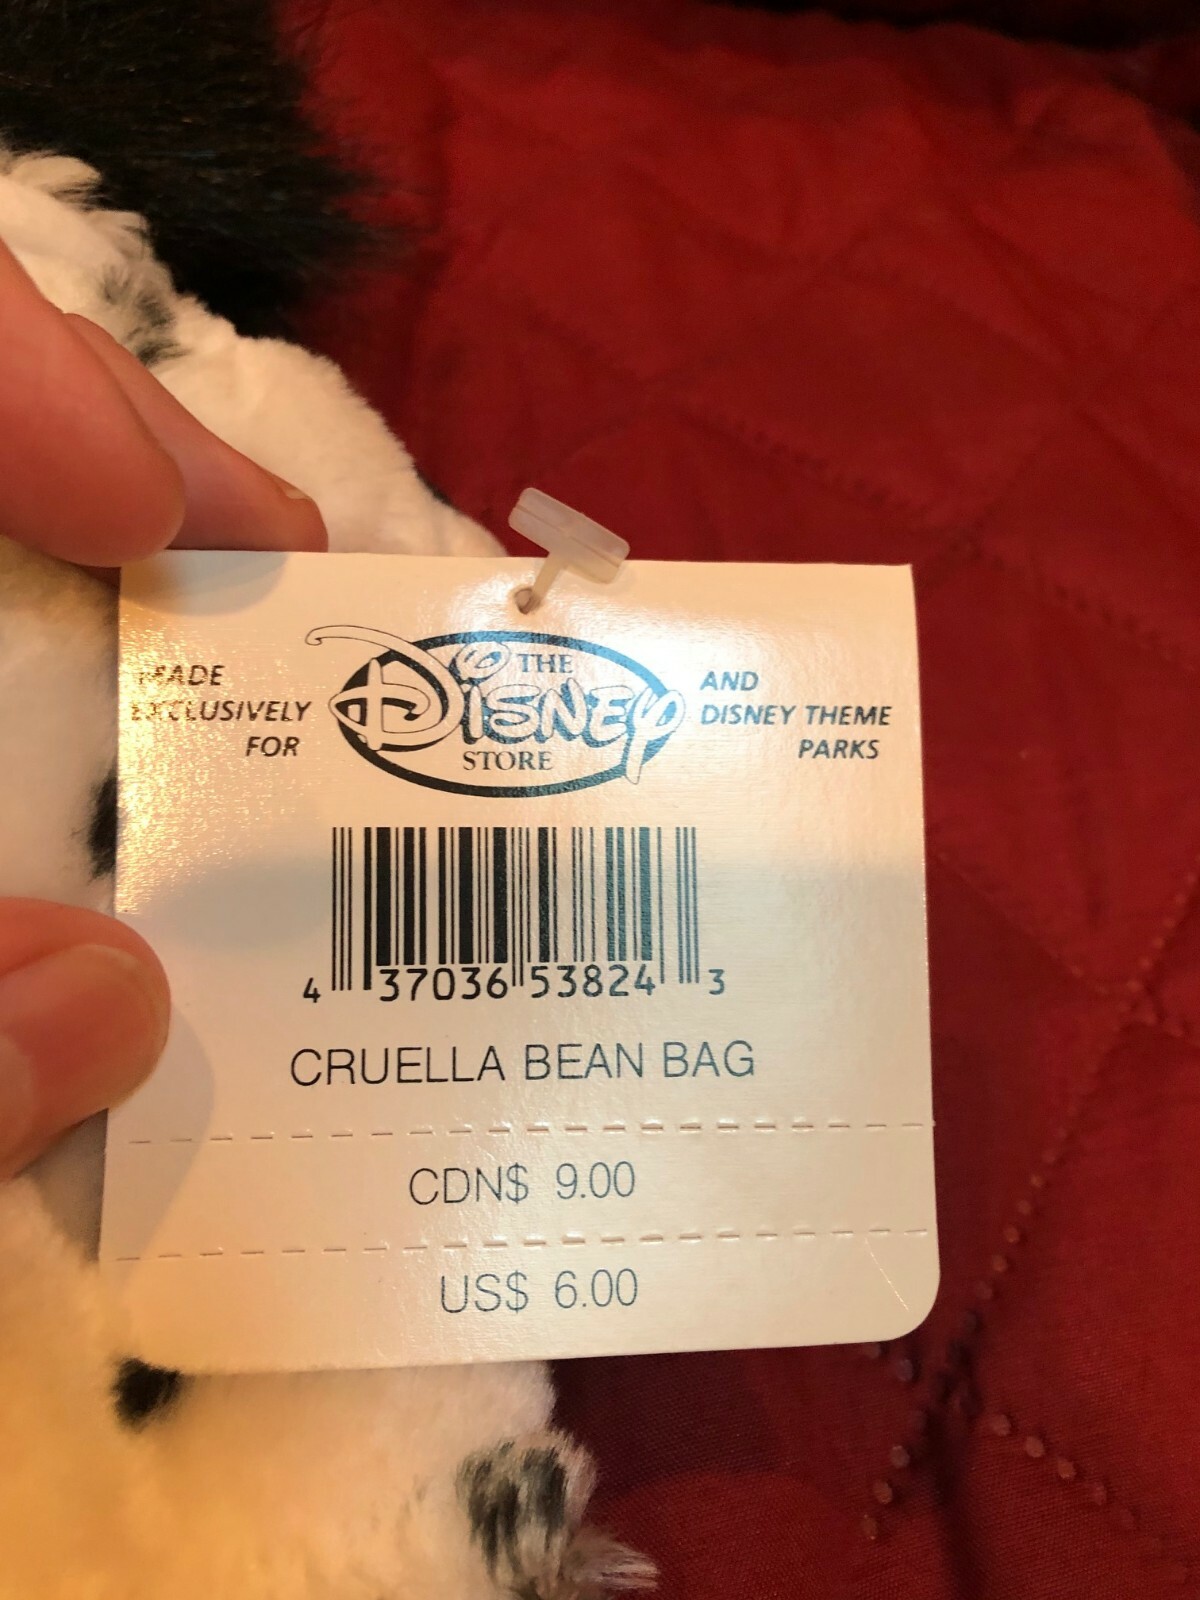 MADE
EXCLUSIVELY
FOR
THE
DISNEY
STORE
AND
DISNEY THEME
PARKS
4 37036 53824 3
CRUELLA BEAN BAG
CDN$ 9.00
US$ 6.00